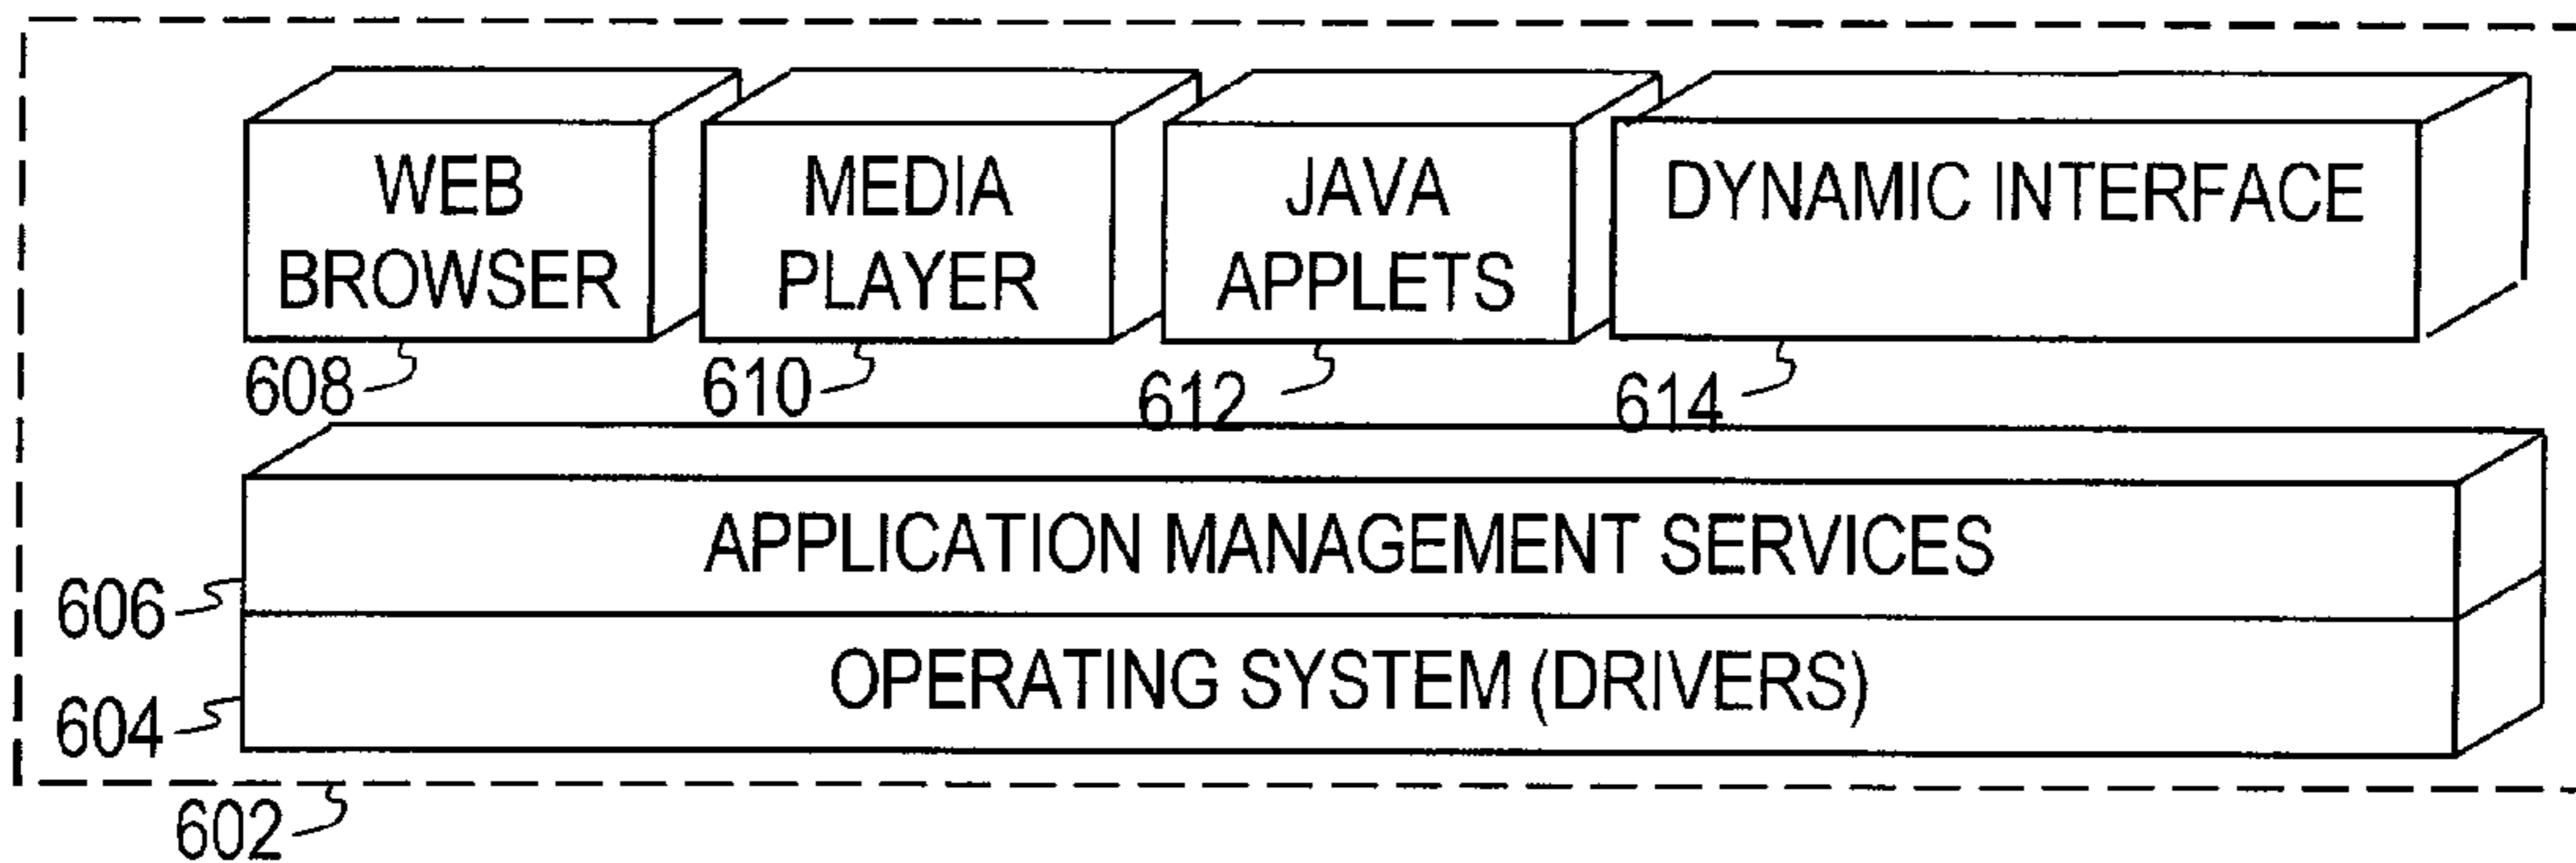 WEB
BROWSER
MEDIA
PLAYER
JAVA
APPLETS
DYNAMIC INTERFACE
608
610
612
614
APPLICATION MANAGEMENT SERVICES
606
OPERATING SYSTEM (DRIVERS)
604
602